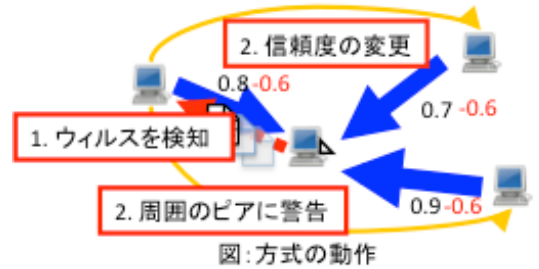 2. 信頼度の変更
0.8 -0.6
0.7 -0.6
1. ウィルスを検知
2. 周囲のピアに警告
0.9 -0.6
図:方式の動作